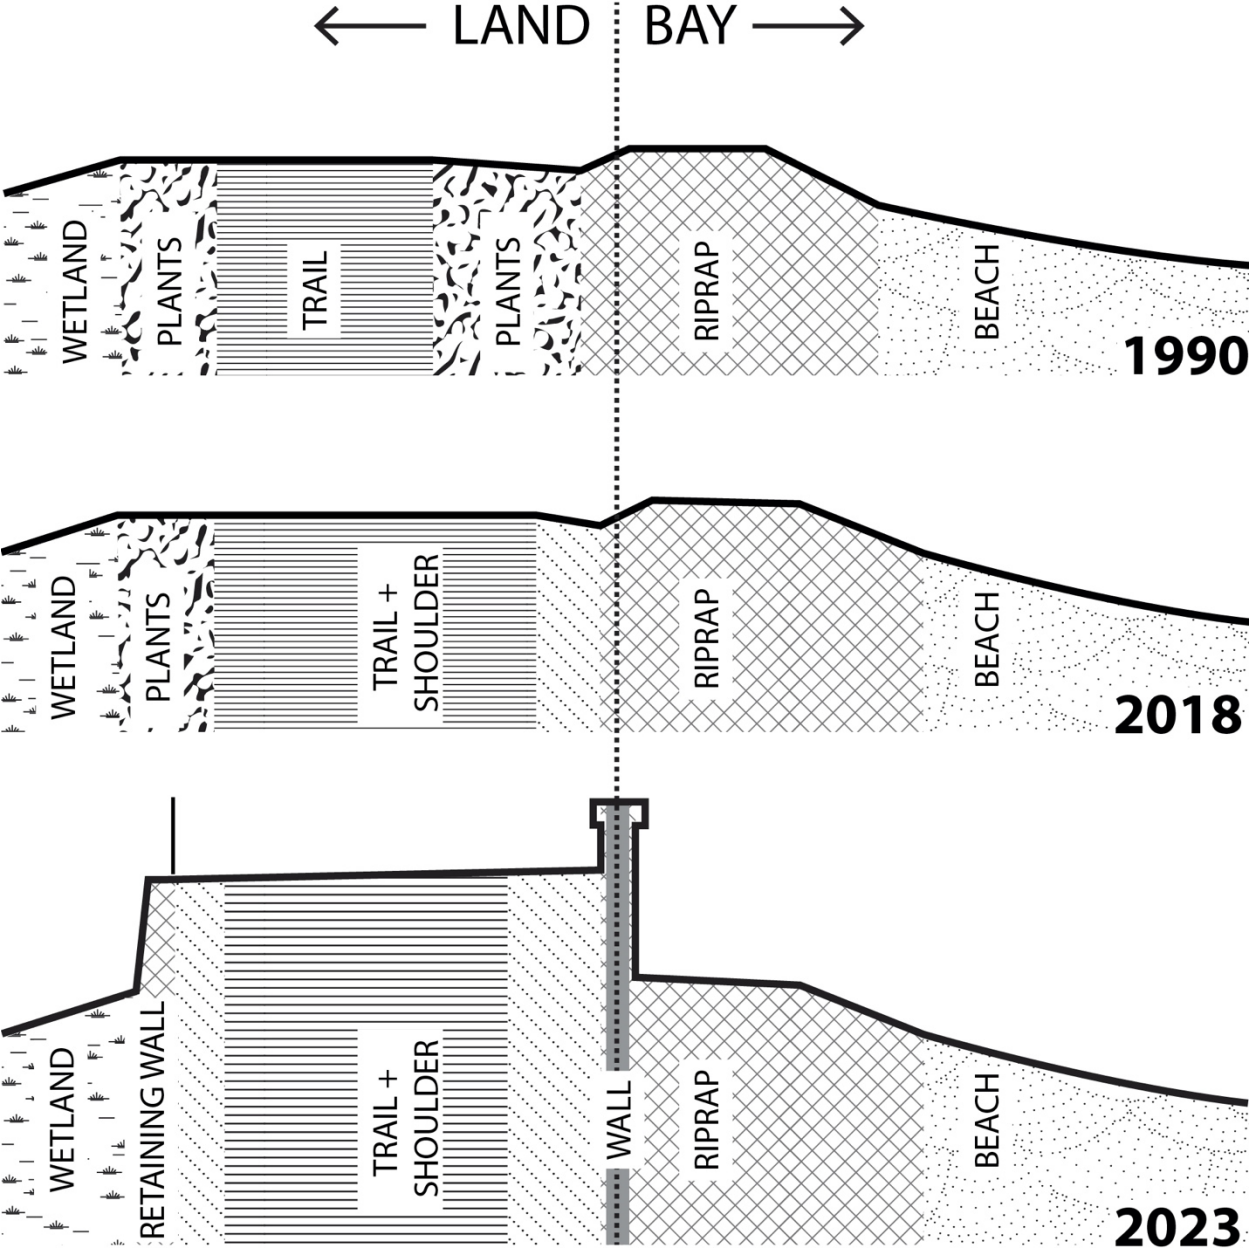 LAND BAY
WETLAND
PLANTS
TRAIL
PLANTS
RIPRAP
BEACH
1990
WETLAND
PLANTS
TRAIL +
SHOULDER
RIPRAP
BEACH
2018
WETLAND
RETAINING WALL
TRAIL +
SHOULDER
WALL
RIPRAP
BEACH
2023